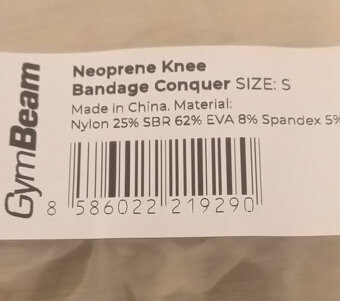 GymBeam
Neoprene Knee
Bandage Conquer SIZE: S
Made in China. Material:
Nylon 25% SBR 62% EVA 8% Spandex 5%
8 586022 219290